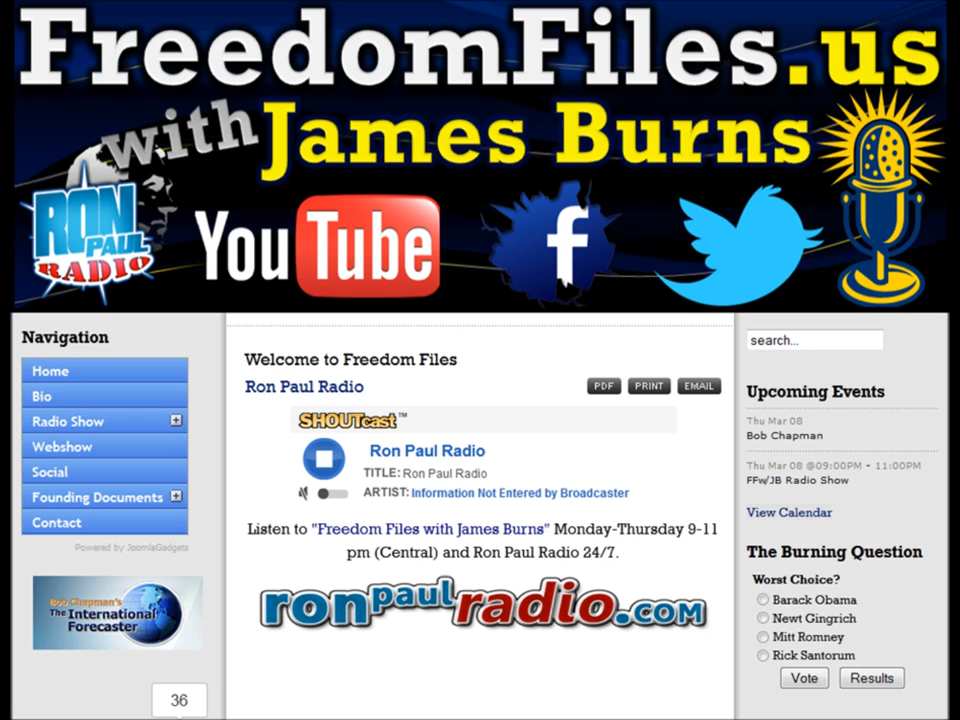 FreedomFiles.us
with James Burns
RON PAUL RADIO
YouTube
f
Navigation
Home
Bio
Radio Show
Webshow
Social
Founding Documents
Contact
Powered by JoomlaGadgets
Bob Chapman's
The International
Forecaster
36
Welcome to Freedom Files
Ron Paul Radio
PDF PRINT EMAIL
SHOUTcast™
Ron Paul Radio
TITLE: Ron Paul Radio
ARTIST: Information Not Entered by Broadcaster
Listen to "Freedom Files with James Burns" Monday-Thursday 9-11
pm (Central) and Ron Paul Radio 24/7.
ronpaulradio.com
search...
Upcoming Events
Thu Mar 08
Bob Chapman
Thu Mar 08 @09:00PM - 11:00PM
FFw/JB Radio Show
View Calendar
The Burning Question
Worst Choice?
Barack Obama
Newt Gingrich
Mitt Romney
Rick Santorum
Vote Results